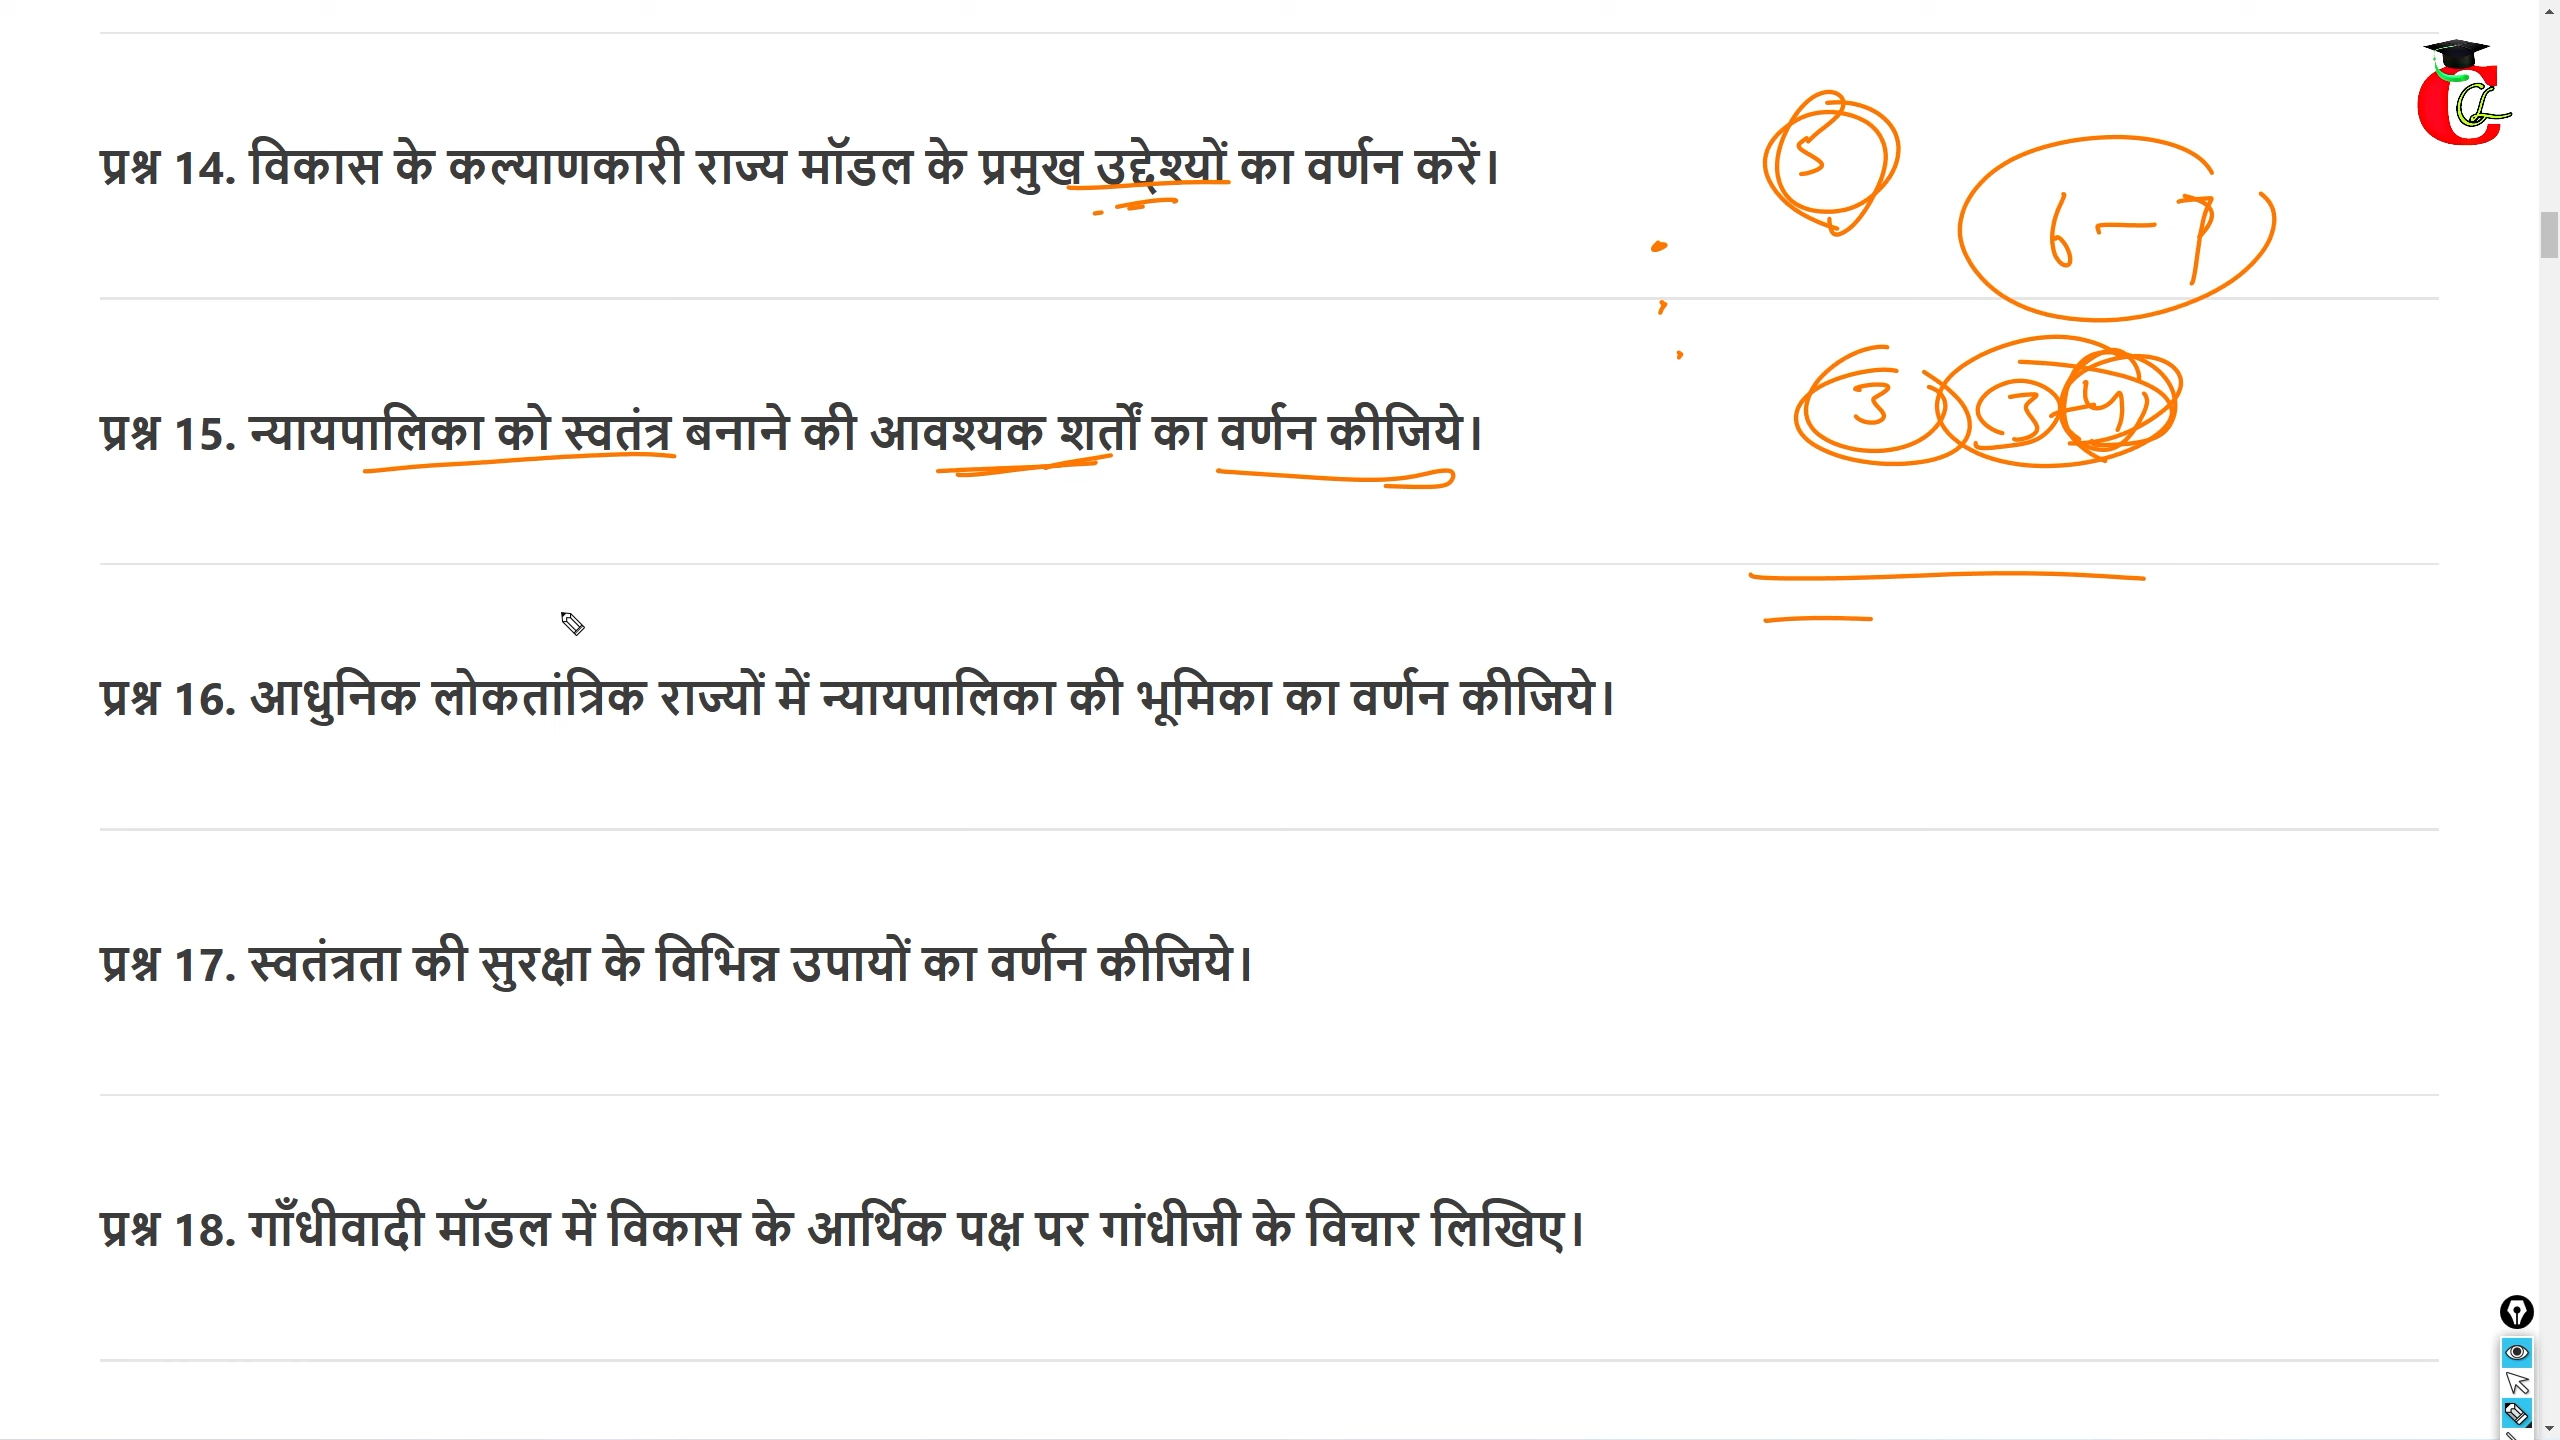 प्रश्न 14. विकास के कल्याणकारी राज्य मॉडल के प्रमुख उद्देश्यों का वर्णन करें।
5
6 - 7
3 3 - 4
प्रश्न 15. न्यायपालिका को स्वतंत्र बनाने की आवश्यक शर्तों का वर्णन कीजिये।
प्रश्न 16. आधुनिक लोकतांत्रिक राज्यों में न्यायपालिका की भूमिका का वर्णन कीजिये।
प्रश्न 17. स्वतंत्रता की सुरक्षा के विभिन्न उपायों का वर्णन कीजिये।
प्रश्न 18. गाँधीवादी मॉडल में विकास के आर्थिक पक्ष पर गांधीजी के विचार लिखिए।